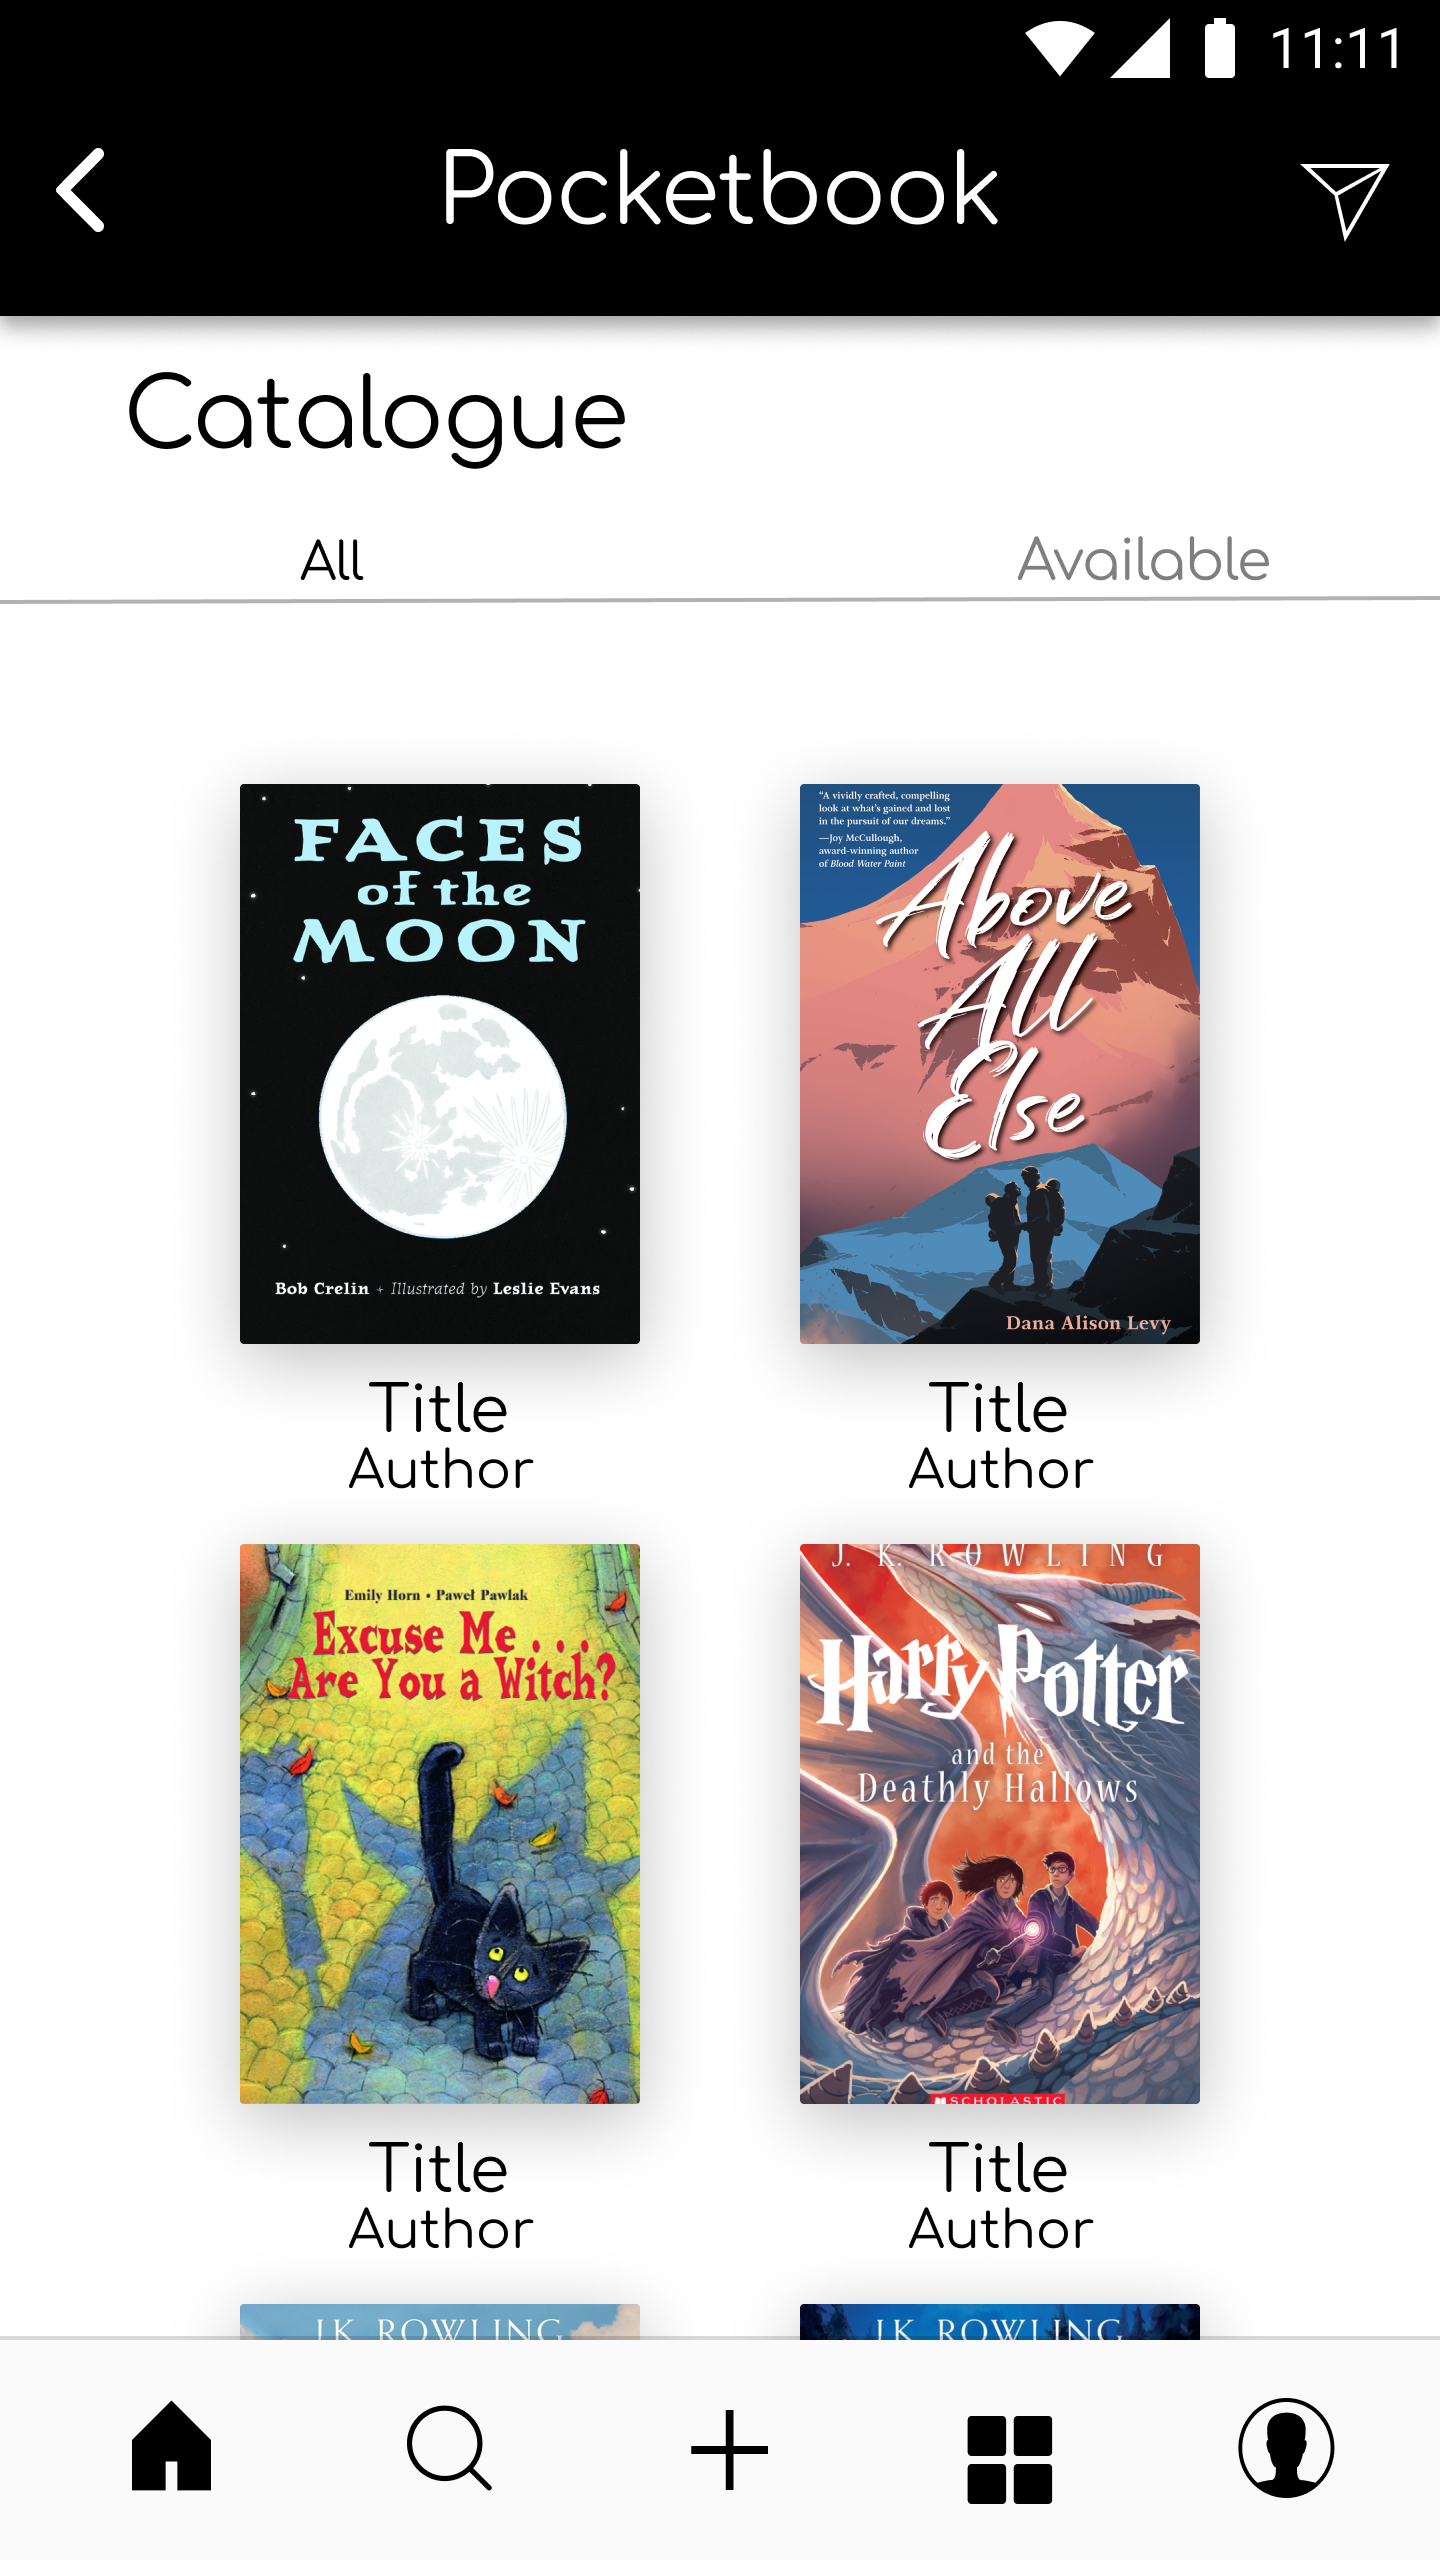 11:11
Pocketbook
Catalogue
All
Available
FACES
of the
MOON
Bob Crelin + Illustrated by Leslie Evans
"A vividly crafted, compelling
look at what's gained and lost
in the pursuit of our dreams."
—Joy McCullough,
award-winning author
of Blood Water Paint
Above
All
Else
Dana Alison Levy
Title
Author
Title
Author
Emily Horn • Paweł Pawlak
Excuse Me . . .
Are You a Witch?
J. K. ROWLING
Harry Potter
and the
Deathly Hallows
SCHOLASTIC
Title
Author
Title
Author
J.K. ROWLING
J.K. ROWLING